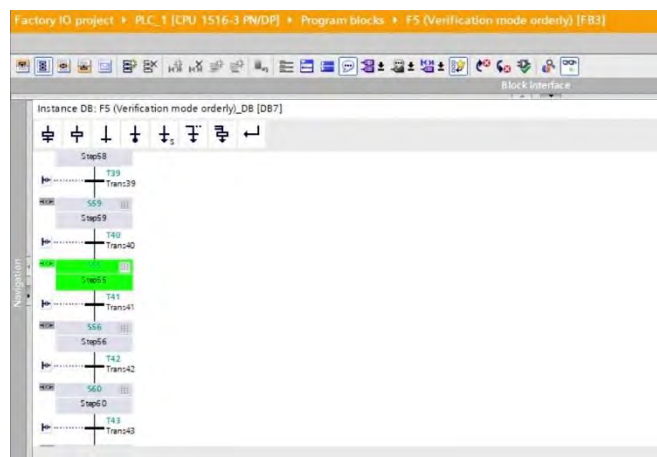 Factory IO project ▸ PLC_1 [CPU 1516-3 PN/DP] ▸ Program blocks ▸ F5 (Verification mode orderly) [FB3]
Block interface
Instance DB: F5 (Verification mode orderly)_DB [DB7]
Navigation
Step58
T39
Trans39
S59
Step59
T40
Trans40
Step55
T41
Trans41
S56
Step56
T42
Trans42
S60
Step60
T43
Trans43